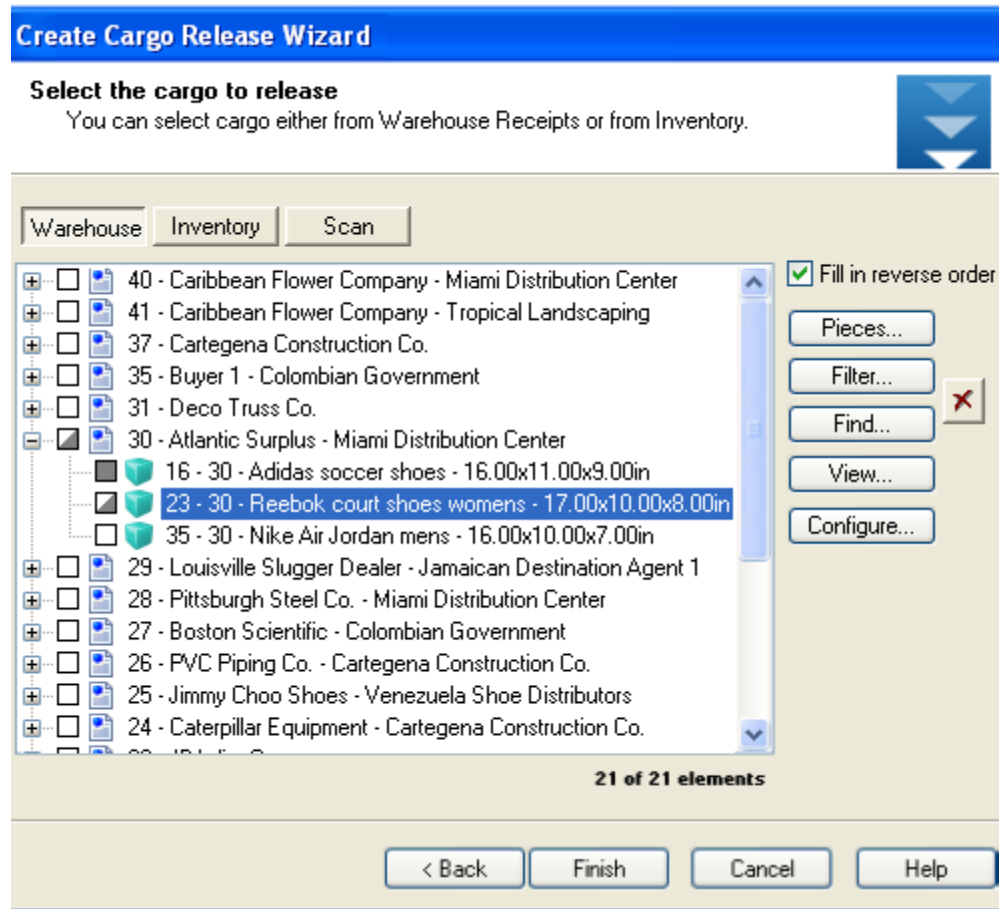 Create Cargo Release Wizard
Select the cargo to release
You can select cargo either from Warehouse Receipts or from Inventory.
Warehouse Inventory Scan
40 - Caribbean Flower Company - Miami Distribution Center
41 - Caribbean Flower Company - Tropical Landscaping
37 - Cartegena Construction Co.
35 - Buyer 1 - Colombian Government
31 - Deco Truss Co.
30 - Atlantic Surplus - Miami Distribution Center
16 - 30 - Adidas soccer shoes - 16.00x11.00x9.00in
23 - 30 - Reebok court shoes womens - 17.00x10.00x8.00in
35 - 30 - Nike Air Jordan mens - 16.00x10.00x7.00in
29 - Louisville Slugger Dealer - Jamaican Destination Agent 1
28 - Pittsburgh Steel Co. - Miami Distribution Center
27 - Boston Scientific - Colombian Government
26 - PVC Piping Co. - Cartegena Construction Co.
25 - Jimmy Choo Shoes - Venezuela Shoe Distributors
24 - Caterpillar Equipment - Cartegena Construction Co.
Fill in reverse order
Pieces...
Filter...
Find...
View...
Configure...
21 of 21 elements
< Back Finish Cancel Help